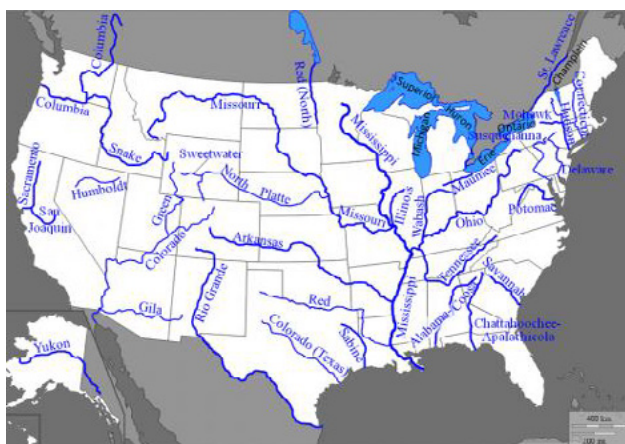 Columbia
Columbia
Snake
Missouri
Red (North)
Superior
Huron
Michigan
Ontario
Erie
St. Lawrence
Champlain
Connecticut
Hudson
Mohawk
Susquehanna
Delaware
Mississippi
Maumee
Potomac
Sweetwater
North Platte
Missouri
Illinois
Wabash
Ohio
Sacramento
San
Joaquin
Humboldt
Green
Colorado
Arkansas
Tennessee
Savannah
Gila
Rio Grande
Red
Colorado (Texas)
Sabine
Mississippi
Alabama-Coosa
Chattahoochee-
Apalachicola
Yukon